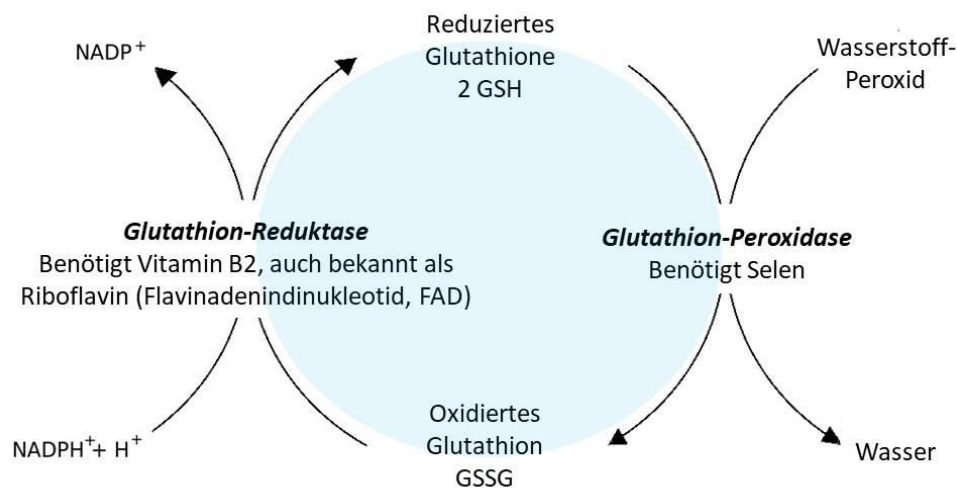 NADP+
Reduziertes
Glutathione
2 GSH
Wasserstoff-
Peroxid
Glutathion-Reduktase
Benötigt Vitamin B2, auch bekannt als
Riboflavin (Flavinadenindinukleotid, FAD)
Glutathion-Peroxidase
Benötigt Selen
NADPH++ H+
Oxidiertes
Glutathion
GSSG
Wasser